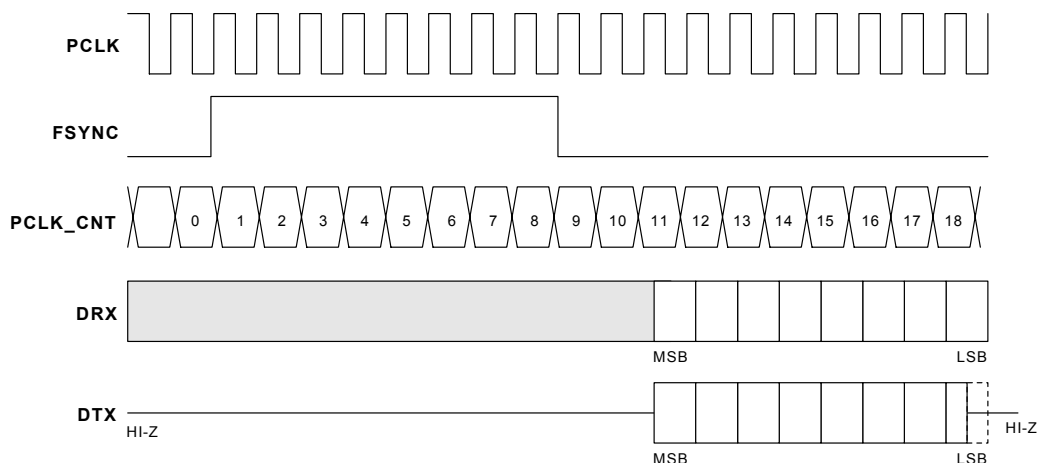 PCLK
FSYNC
PCLK_CNT 0 1 2 3 4 5 6 7 8 9 10 11 12 13 14 15 16 17 18
DRX
MSB LSB
DTX
HI-Z HI-Z
MSB LSB